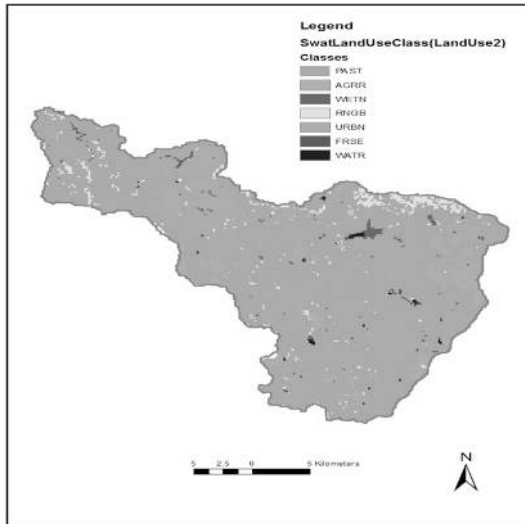 Legend
SwatLandUseClass(LandUse2)
Classes
PAST
AGRR
WETN
RNGB
URBN
FRSE
WATR
5 2.5 0 5 Kilometers
N